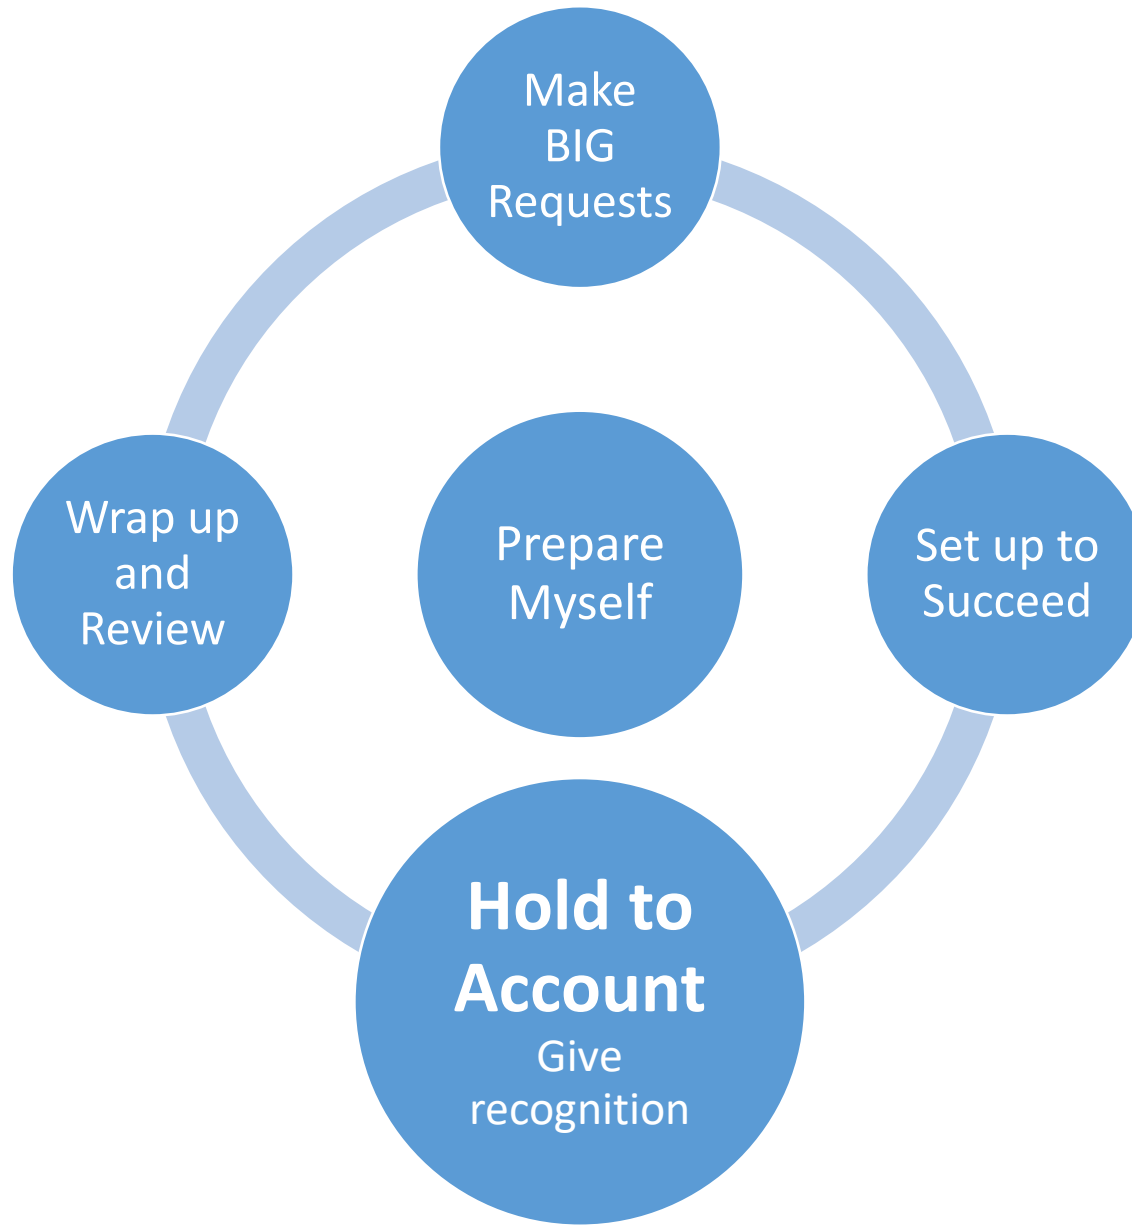 Make
BIG
Requests
Wrap up
and
Review
Prepare
Myself
Set up to
Succeed
Hold to
Account
Give
recognition